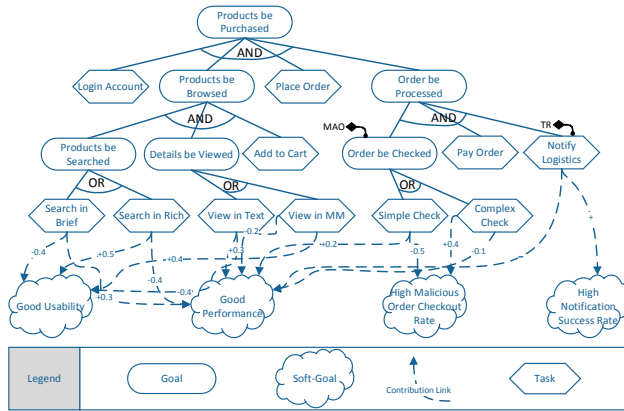 Products be
Purchased
AND
Login Account
Products be
Browsed
Place Order
Order be
Processed
MAO
TR
AND
AND
Products be
Searched
Details be Viewed
Add to Cart
Order be Checked
Pay Order
Notify
Logistics
OR
OR
OR
Search in
Brief
Search in Rich
View in Text
View in MM
Simple Check
Complex
Check
+
-0.4
+0.5
+0.4
-0.2
+0.3
+0.2
-0.5
+0.4
-0.1
-0.4
-0.4
+0.3
Good Usability
Good
Performance
High Malicious
Order Checkout
Rate
High
Notification
Success Rate
Legend
Goal
Soft-Goal
Contribution Link
Task